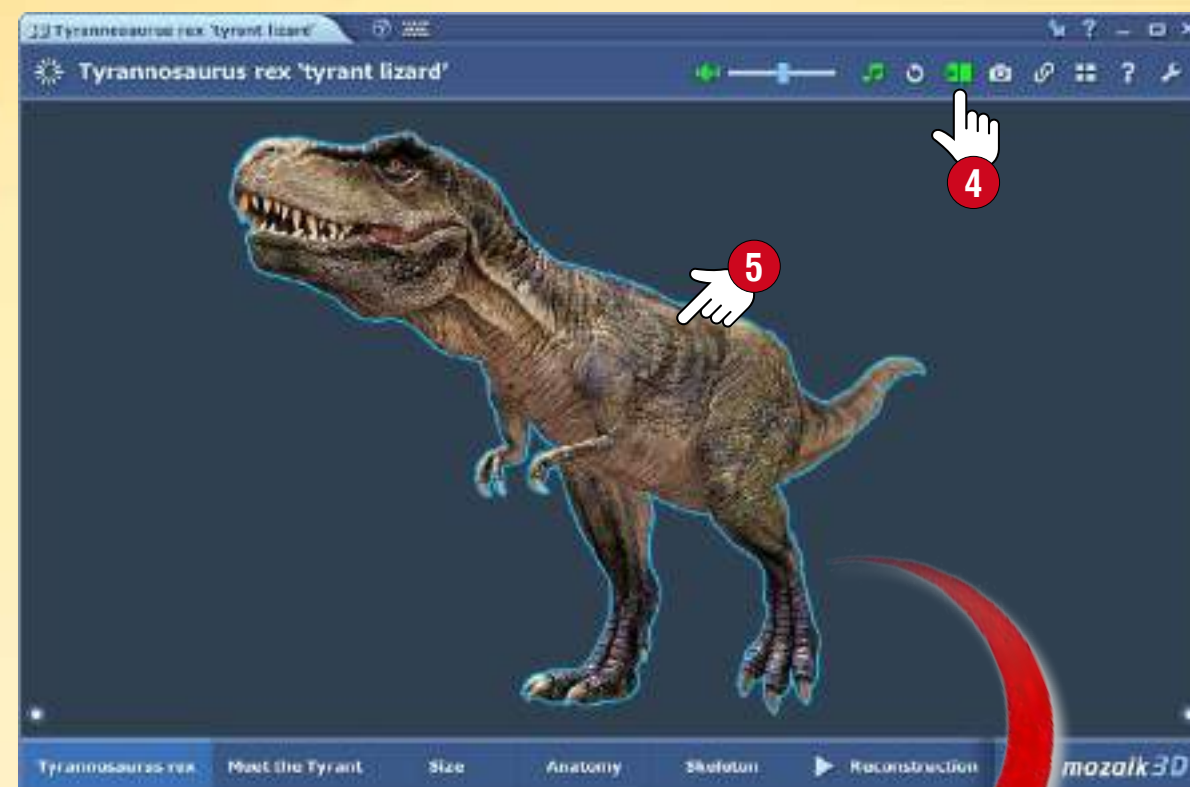 Tyrannosaurus rex 'tyrant lizard'
Tyrannosaurus rex 'tyrant lizard'
4
5
Tyrannosaurus rex Meet the Tyrant Size Anatomy Skeleton Reconstruction mozaik3D